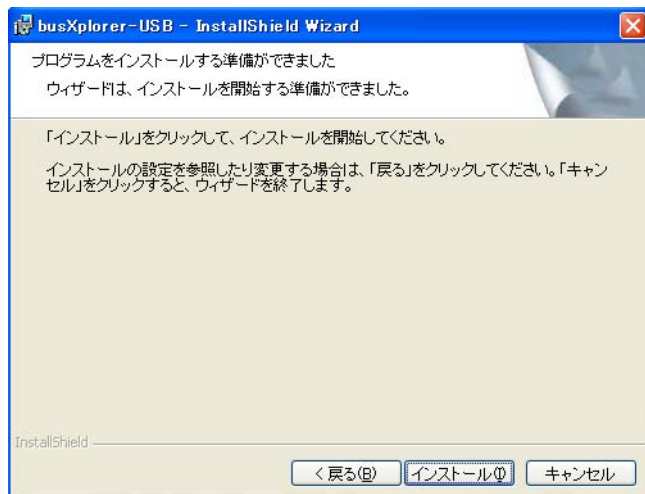 busXplorer-USB - InstallShield Wizard
プログラムをインストールする準備ができました
ウィザードは、インストールを開始する準備ができました。
「インストール」をクリックして、インストールを開始してください。
インストールの設定を参照したり変更する場合は、「戻る」をクリックしてください。「キャン
セル」をクリックすると、ウィザードを終了します。
InstallShield
< 戻る(B) インストール(I) キャンセル